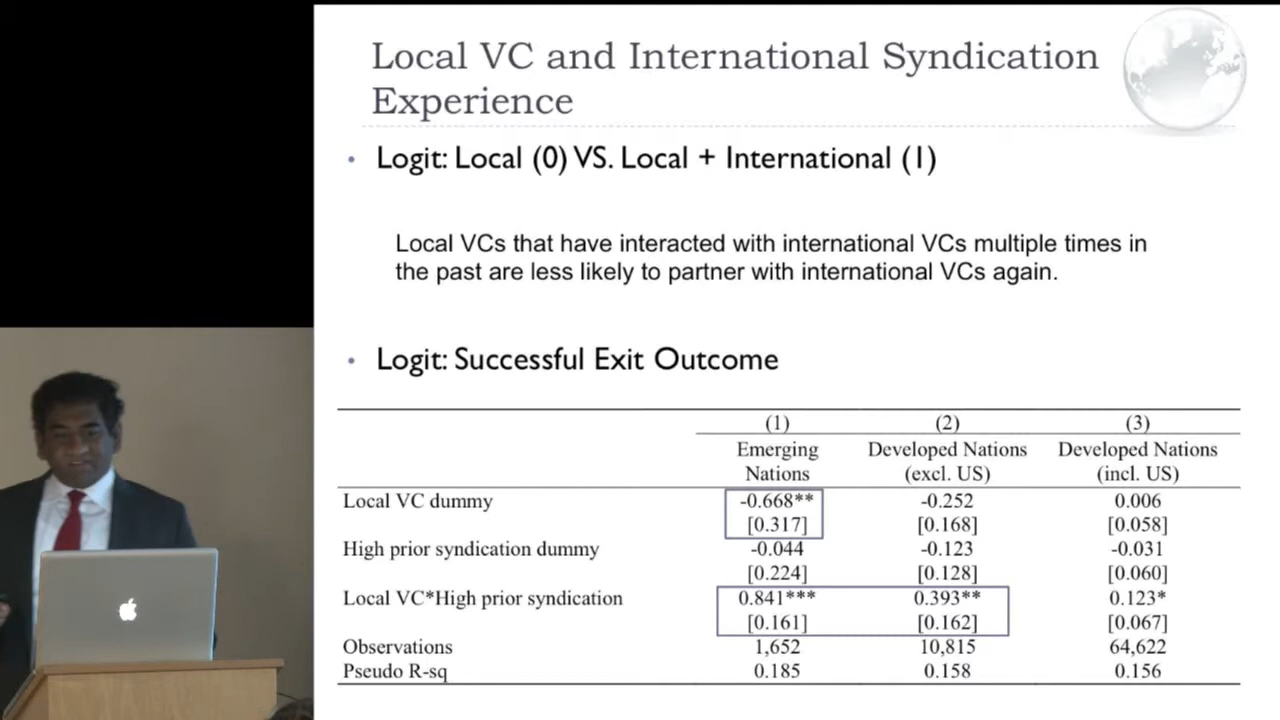 Local VC and International Syndication
Experience
• Logit: Local (0) VS. Local + International (1)
Local VCs that have interacted with international VCs multiple times in
the past are less likely to partner with international VCs again.
• Logit: Successful Exit Outcome
(1) (2) (3)
Emerging Developed Nations Developed Nations
Nations (excl. US) (incl. US)
Local VC dummy -0.668** -0.252 0.006
[0.317] [0.168] [0.058]
High prior syndication dummy -0.044 -0.123 -0.031
[0.224] [0.128] [0.060]
Local VC*High prior syndication 0.841*** 0.393** 0.123*
[0.161] [0.162] [0.067]
Observations 1,652 10,815 64,622
Pseudo R-sq 0.185 0.158 0.156